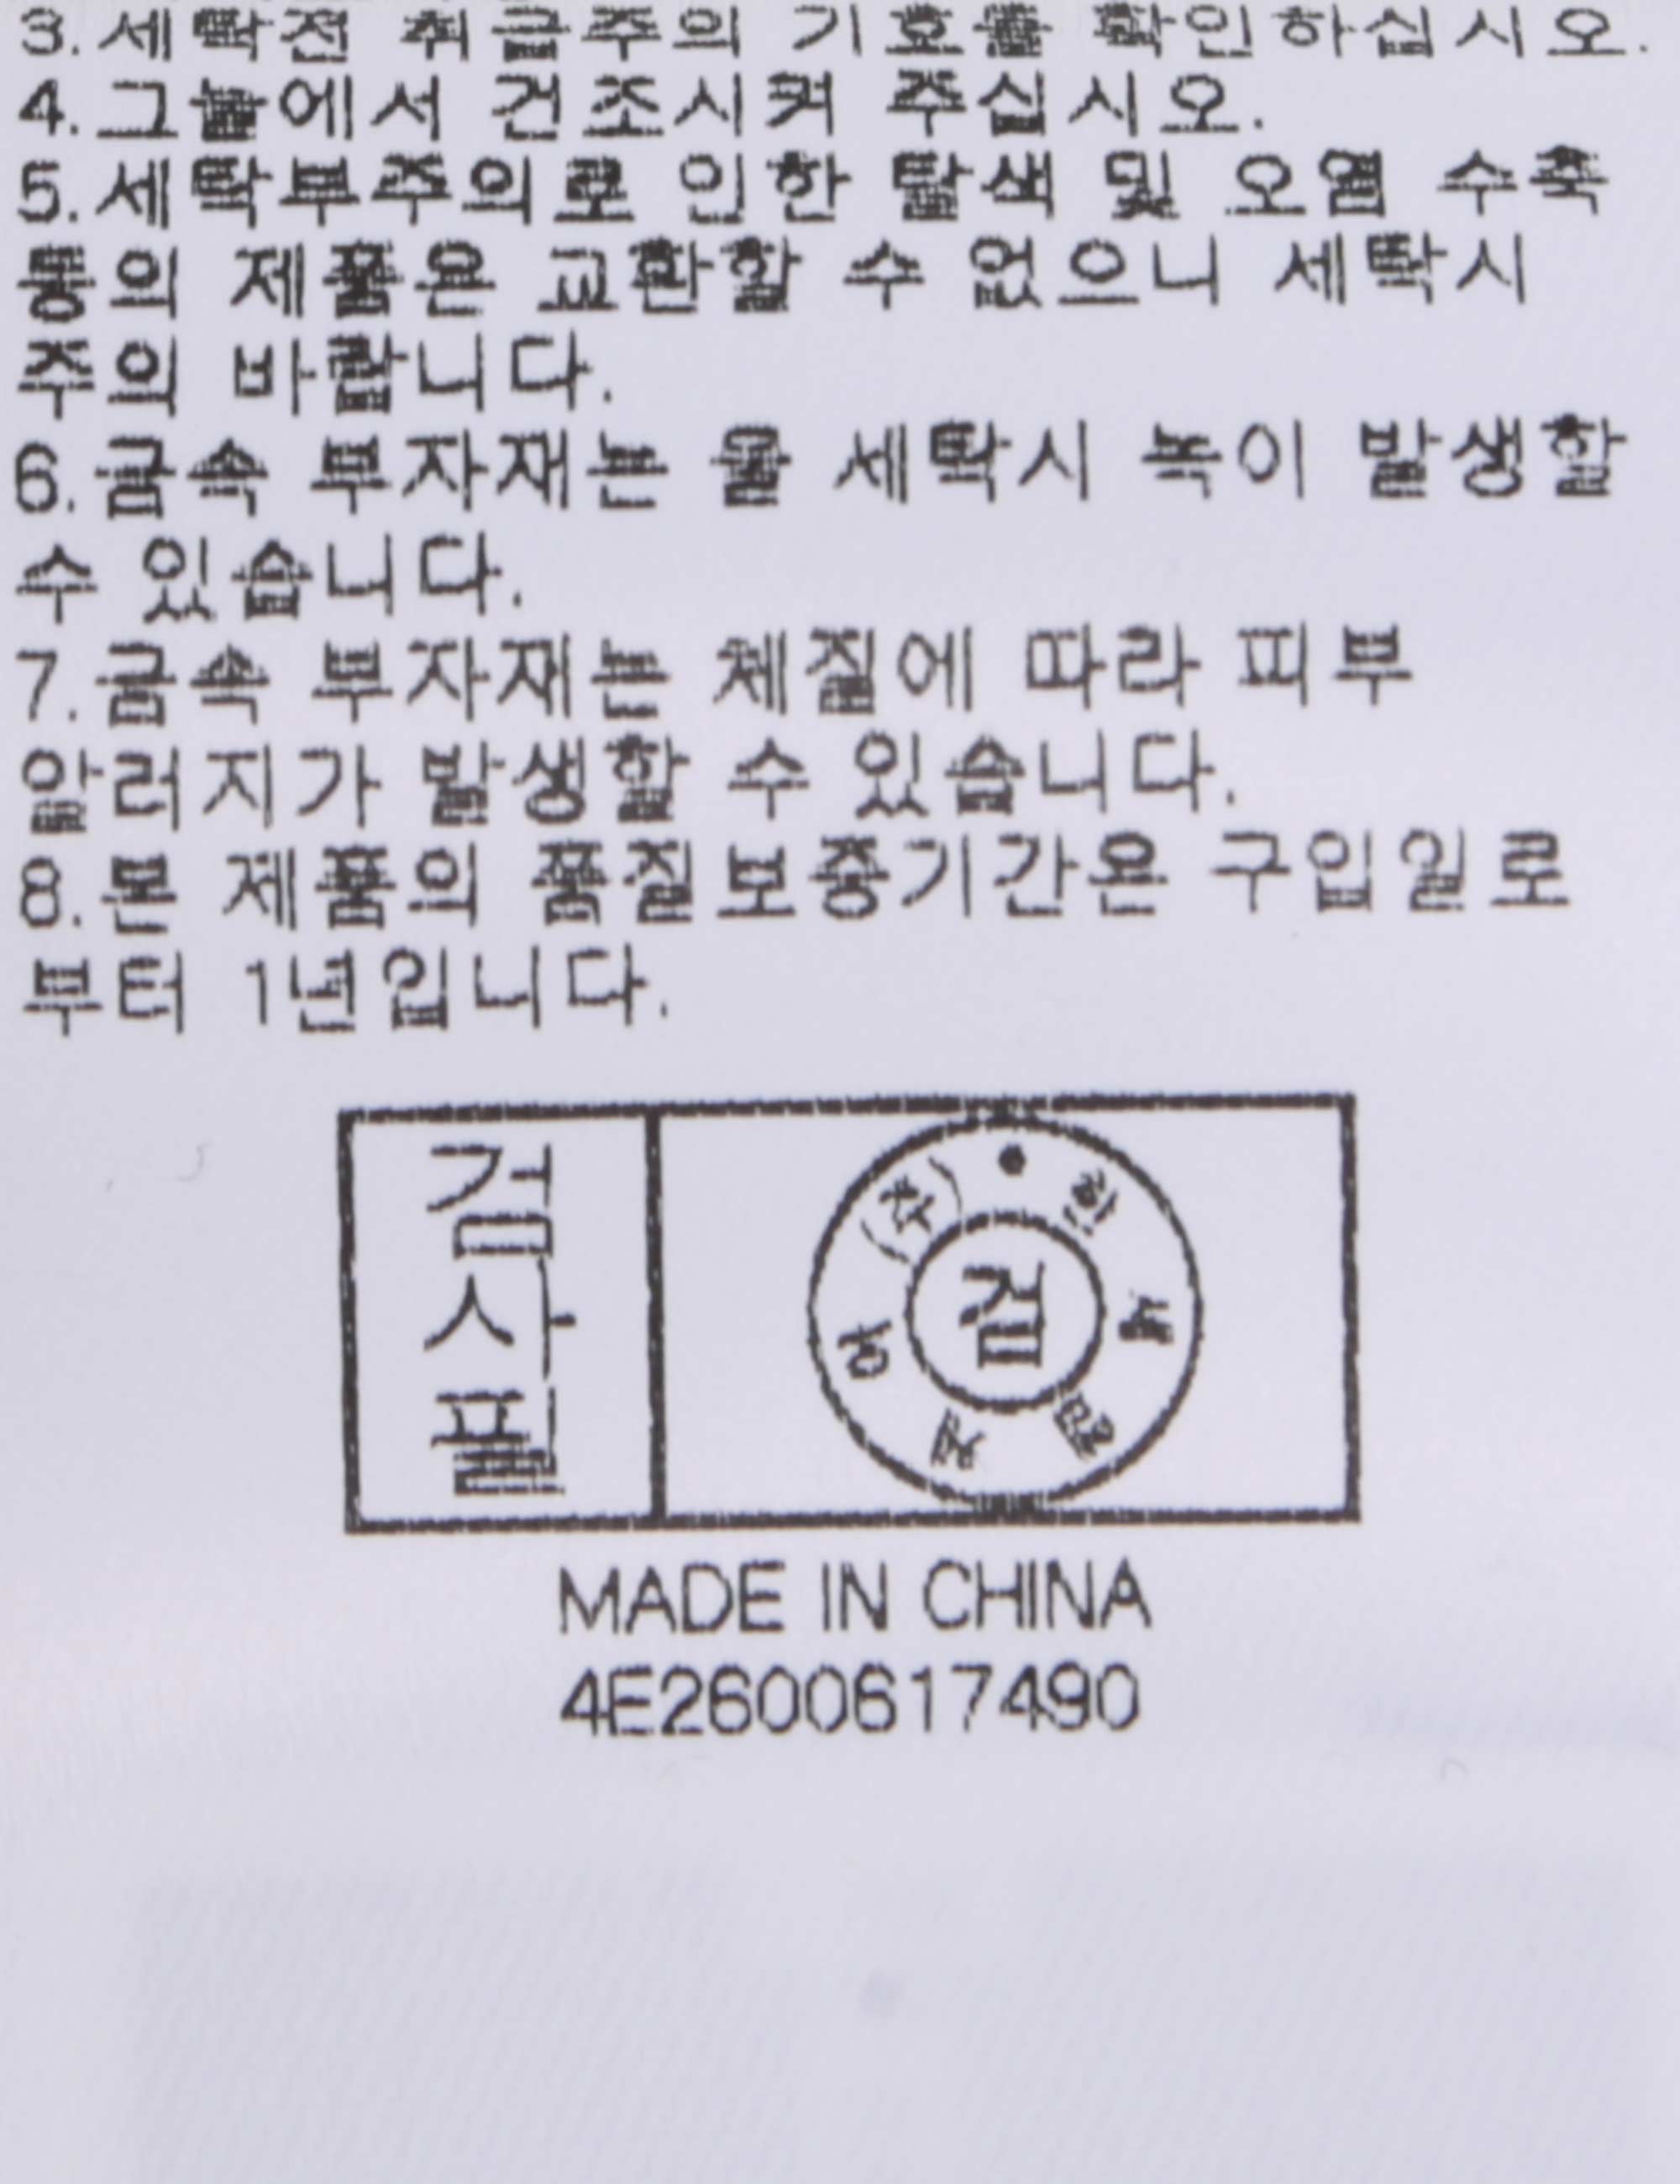 3.세탁전 취급주의 기호를 확인하십시오.
4.그늘에서 건조시켜 주십시오.
5.세탁부주의로 인한 탈색 및 오염 수축
등의 제품은 교환할 수 없으니 세탁시
주의 바랍니다.
6.금속 부자재는 물 세탁시 녹이 발생할
수 있습니다.
7.금속 부자재는 체질에 따라 피부
알러지가 발생할 수 있습니다.
8.본 제품의 품질보증기간은 구입일로
부터 1년입니다.
검사필
(주)•한세엠케이
검
MADE IN CHINA
4E2600617490